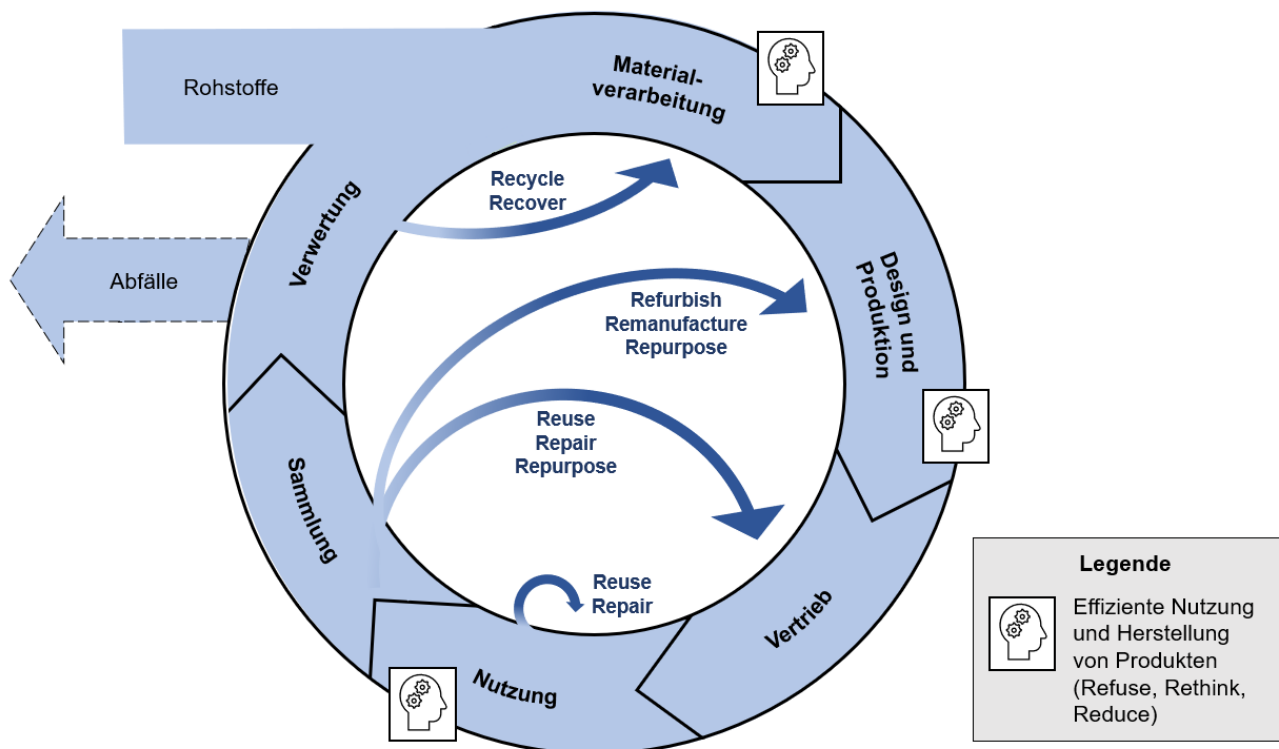 Rohstoffe
Material-
verarbeitung
Recycle
Recover
Verwertung
Abfälle
Design und
Produktion
Refurbish
Remanufacture
Repurpose
Reuse
Repair
Repurpose
Sammlung
Reuse
Repair
Vertrieb
Nutzung
Legende
Effiziente Nutzung
und Herstellung
von Produkten
(Refuse, Rethink,
Reduce)